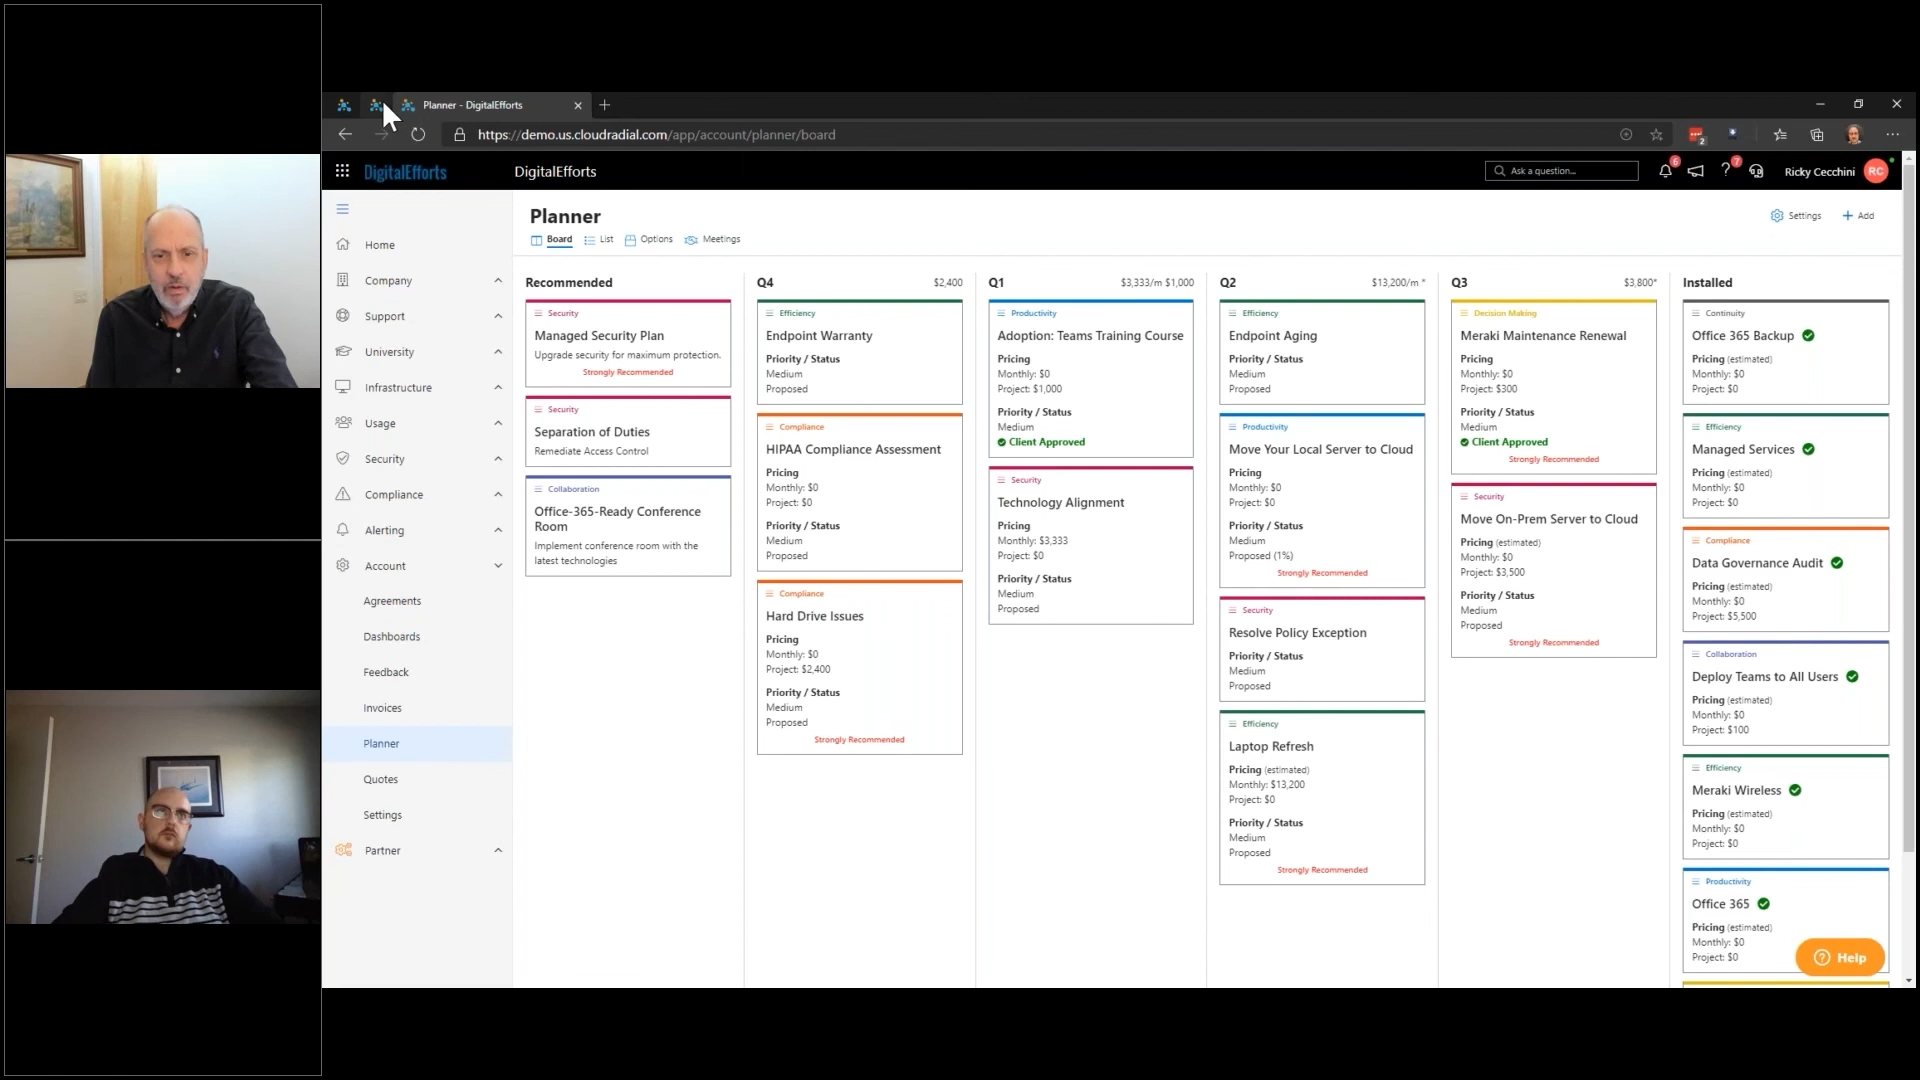 Planner - DigitalEfforts
https://demo.us.cloudradial.com/app/account/planner/board
2
DigitalEfforts
DigitalEfforts
Ask a question...
6
7
Ricky Cecchini
RC
Home
Company
Support
University
Infrastructure
Usage
Security
Compliance
Alerting
Account
Agreements
Dashboards
Feedback
Invoices
Planner
Quotes
Settings
Partner
Planner
Settings
Add
Board
List
Options
Meetings
Recommended
Security
Managed Security Plan
Upgrade security for maximum protection.
Strongly Recommended
Security
Separation of Duties
Remediate Access Control
Collaboration
Office-365-Ready Conference
Room
Implement conference room with the
latest technologies
Q4 $2,400
Efficiency
Endpoint Warranty
Priority / Status
Medium
Proposed
Compliance
HIPAA Compliance Assessment
Pricing
Monthly: $0
Project: $0
Priority / Status
Medium
Proposed
Compliance
Hard Drive Issues
Pricing
Monthly: $0
Project: $2,400
Priority / Status
Medium
Proposed
Strongly Recommended
Q1 $3,333/m $1,000
Productivity
Adoption: Teams Training Course
Pricing
Monthly: $0
Project: $1,000
Priority / Status
Medium
Client Approved
Security
Technology Alignment
Pricing
Monthly: $3,333
Project: $0
Priority / Status
Medium
Proposed
Q2 $13,200/m *
Efficiency
Endpoint Aging
Priority / Status
Medium
Proposed
Productivity
Move Your Local Server to Cloud
Pricing
Monthly: $0
Project: $0
Priority / Status
Medium
Proposed (1%)
Strongly Recommended
Security
Resolve Policy Exception
Priority / Status
Medium
Proposed
Efficiency
Laptop Refresh
Pricing (estimated)
Monthly: $13,200
Project: $0
Priority / Status
Medium
Proposed
Strongly Recommended
Q3 $3,800*
Decision Making
Meraki Maintenance Renewal
Pricing
Monthly: $0
Project: $300
Priority / Status
Medium
Client Approved
Strongly Recommended
Security
Move On-Prem Server to Cloud
Pricing (estimated)
Monthly: $0
Project: $3,500
Priority / Status
Medium
Proposed
Strongly Recommended
Installed
Continuity
Office 365 Backup
Pricing (estimated)
Monthly: $0
Project: $0
Efficiency
Managed Services
Pricing (estimated)
Monthly: $0
Project: $0
Compliance
Data Governance Audit
Pricing (estimated)
Monthly: $0
Project: $5,500
Collaboration
Deploy Teams to All Users
Pricing (estimated)
Monthly: $0
Project: $100
Efficiency
Meraki Wireless
Pricing (estimated)
Monthly: $0
Project: $0
Productivity
Office 365
Pricing (estimated)
Monthly: $0
Project: $0
Help